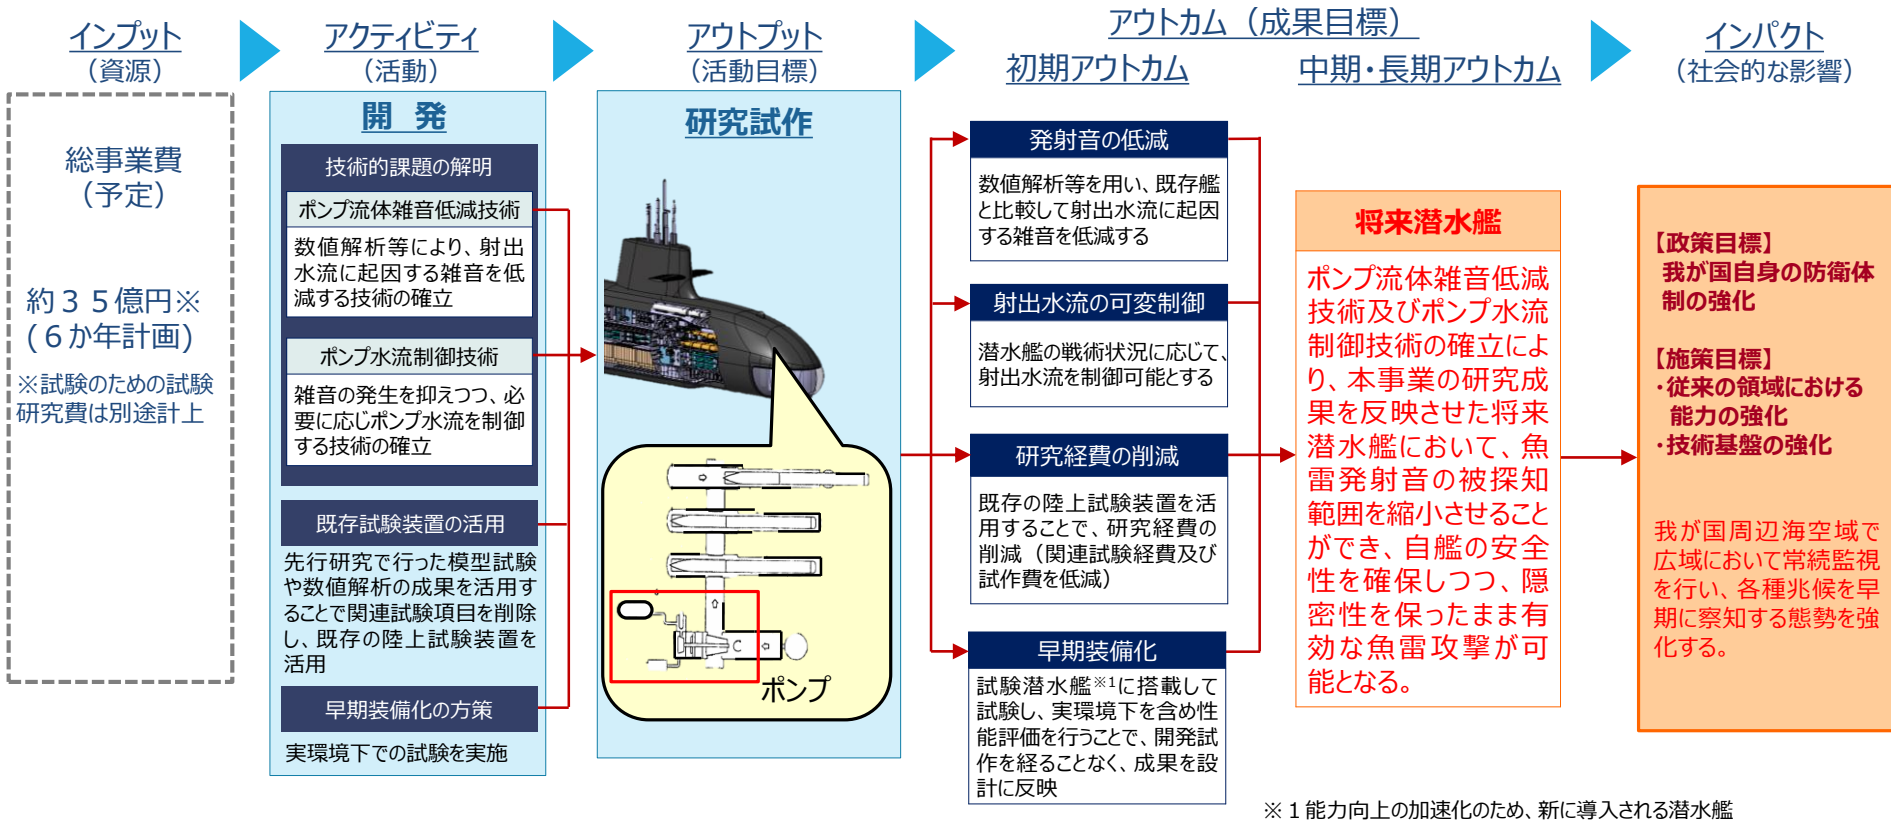 インプット
（資源）
アクティビティ
（活動）
アウトプット
（活動目標）
アウトカム（成果目標）
初期アウトカム
中期・長期アウトカム
インパクト
（社会的な影響）
総事業費
（予定）
約３５億円※
(６か年計画)
※試験のための試験
研究費は別途計上
開　発
技術的課題の解明
ポンプ流体雑音低減技術
数値解析等により、射出
水流に起因する雑音を低
減する技術の確立
ポンプ水流制御技術
雑音の発生を抑えつつ、必
要に応じポンプ水流を制御
する技術の確立
既存試験装置の活用
先行研究で行った模型試験
や数値解析の成果を活用す
ることで関連試験項目を削除
し、既存の陸上試験装置を
活用
早期装備化の方策
実環境下での試験を実施
研究試作
ポンプ
発射音の低減
数値解析等を用い、既存艦
と比較して射出水流に起因
する雑音を低減する
射出水流の可変制御
潜水艦の戦術状況に応じて、
射出水流を制御可能とする
研究経費の削減
既存の陸上試験装置を活
用することで、研究経費の
削減（関連試験経費及び
試作費を低減）
早期装備化
試験潜水艦※1に搭載して
試験し、実環境下を含め性
能評価を行うことで、開発試
作を経ることなく、成果を設
計に反映
将来潜水艦
ポンプ流体雑音低減
技術及びポンプ水流
制御技術の確立によ
り、本事業の研究成
果を反映させた将来
潜水艦において、魚
雷発射音の被探知
範囲を縮小させること
ができ、自艦の安全
性を確保しつつ、隠
密性を保ったまま有
効な魚雷攻撃が可
能となる。
【政策目標】
我が国自身の防衛体
制の強化
【施策目標】
・従来の領域における
能力の強化
・技術基盤の強化
我が国周辺海空域で
広域において常続監視
を行い、各種兆候を早
期に察知する態勢を強
化する。
※１能力向上の加速化のため、新に導入される潜水艦